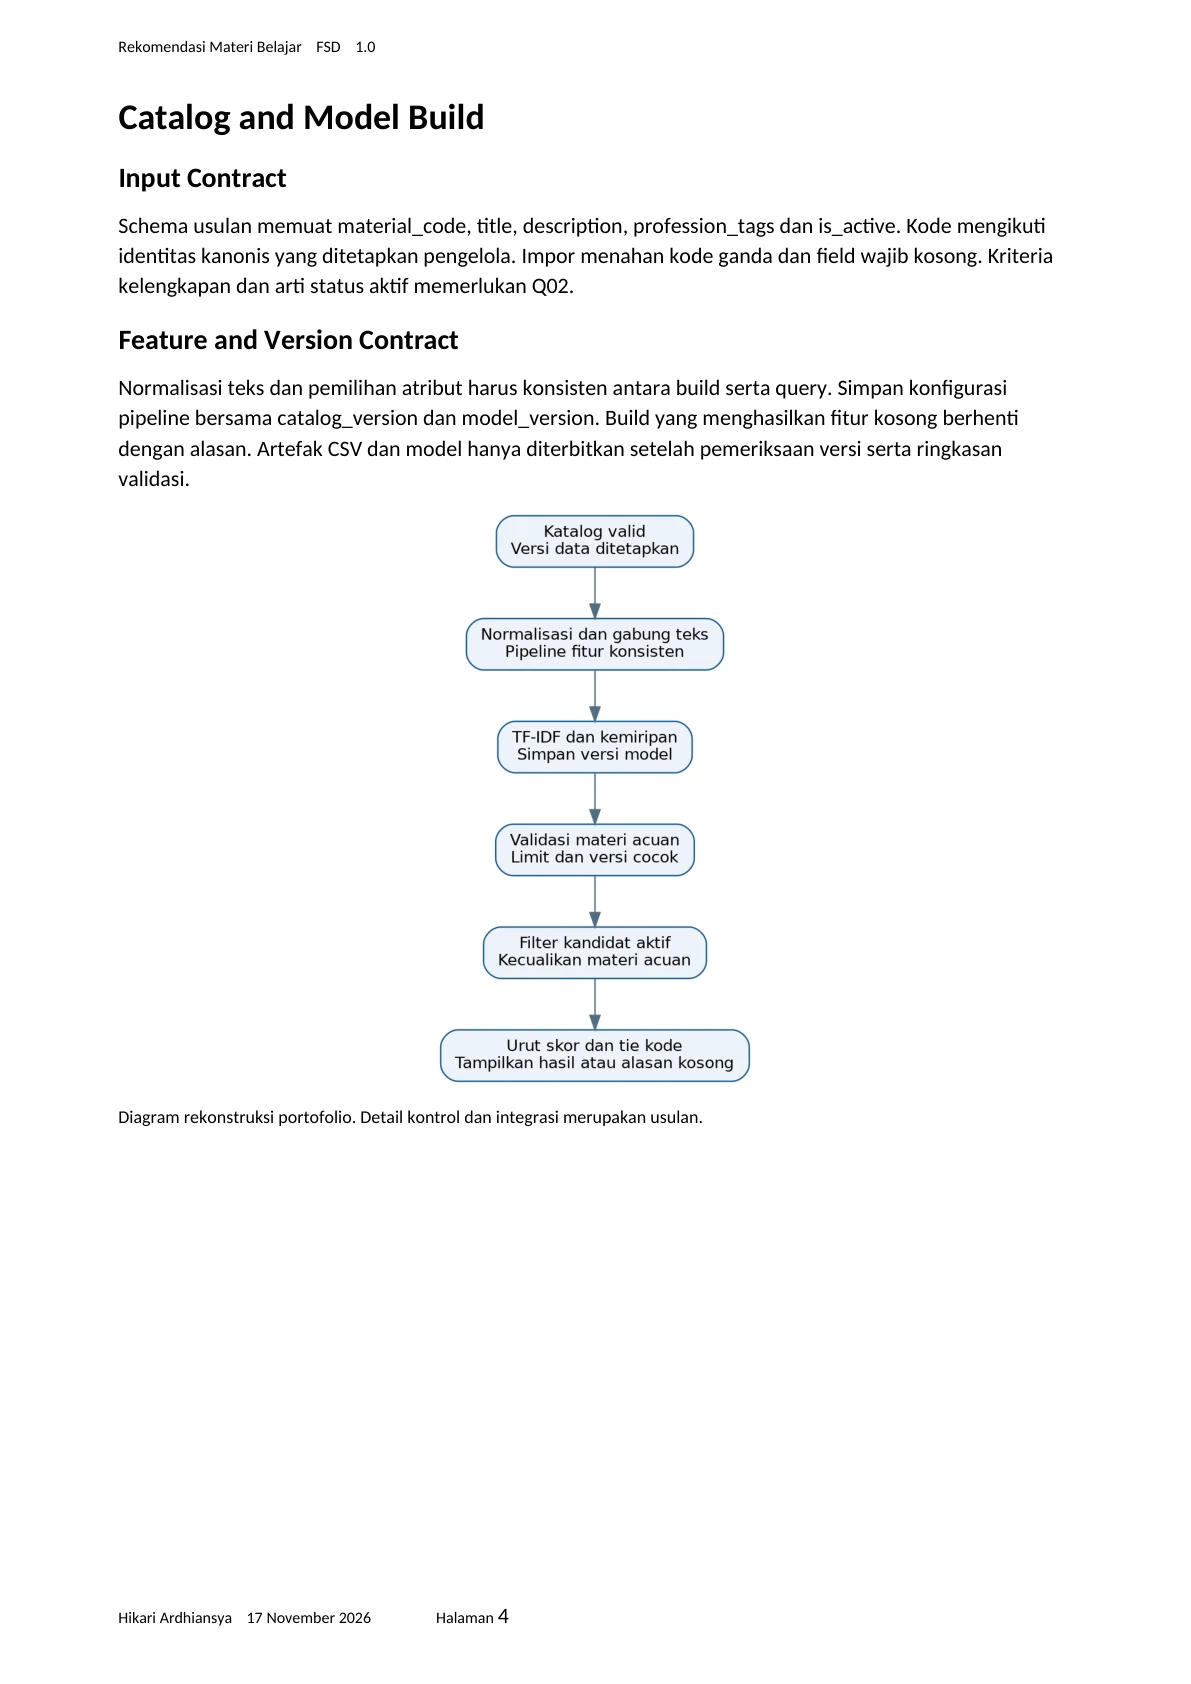 Rekomendasi Materi Belajar FSD 1.0
Catalog and Model Build
Input Contract
Schema usulan memuat material_code, title, description, profession_tags dan is_active. Kode mengikuti
identitas kanonis yang ditetapkan pengelola. Impor menahan kode ganda dan field wajib kosong. Kriteria
kelengkapan dan arti status aktif memerlukan Q02.
Feature and Version Contract
Normalisasi teks dan pemilihan atribut harus konsisten antara build serta query. Simpan konfigurasi
pipeline bersama catalog_version dan model_version. Build yang menghasilkan fitur kosong berhenti
dengan alasan. Artefak CSV dan model hanya diterbitkan setelah pemeriksaan versi serta ringkasan
validasi.
Katalog valid
Versi data ditetapkan
Normalisasi dan gabung teks
Pipeline fitur konsisten
TF-IDF dan kemiripan
Simpan versi model
Validasi materi acuan
Limit dan versi cocok
Filter kandidat aktif
Kecualikan materi acuan
Urut skor dan tie kode
Tampilkan hasil atau alasan kosong
Diagram rekonstruksi portofolio. Detail kontrol dan integrasi merupakan usulan.
Hikari Ardhiansya 17 November 2026 Halaman 4